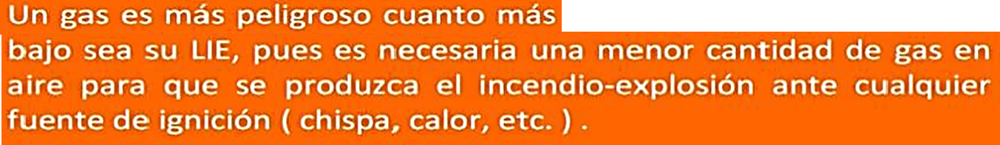 Un gas es más peligroso cuanto más
bajo sea su LIE, pues es necesaria una menor cantidad de gas en
aire para que se produzca el incendio-explosión ante cualquier
fuente de ignición ( chispa, calor, etc. ) .